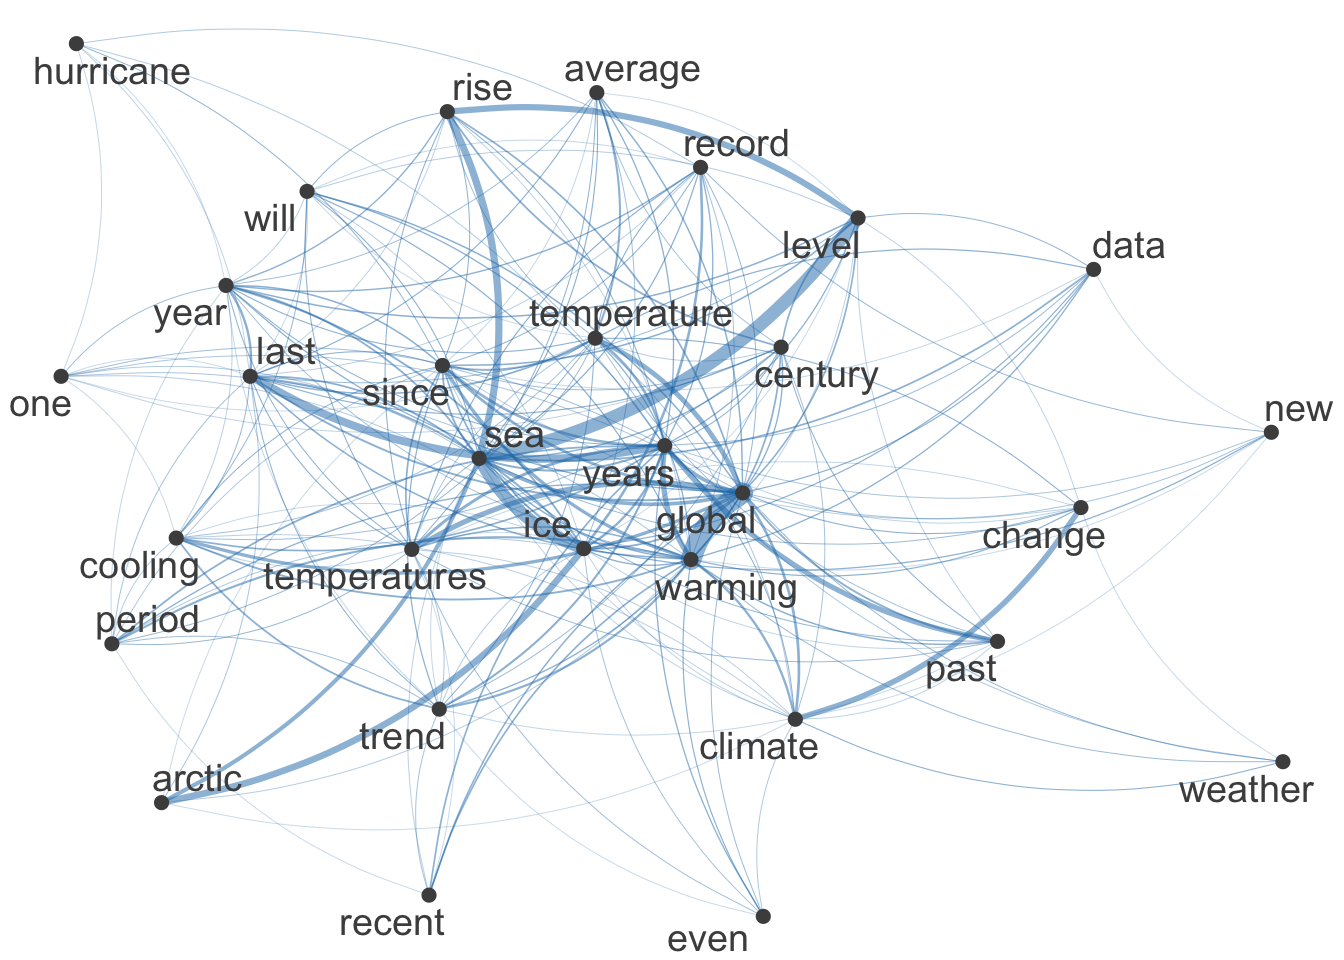 hurricane
average
rise
record
will
level
data
year
temperature
last
since
century
one
new
sea
years
ice
global
change
cooling
temperatures
warming
period
past
trend
climate
arctic
weather
recent
even